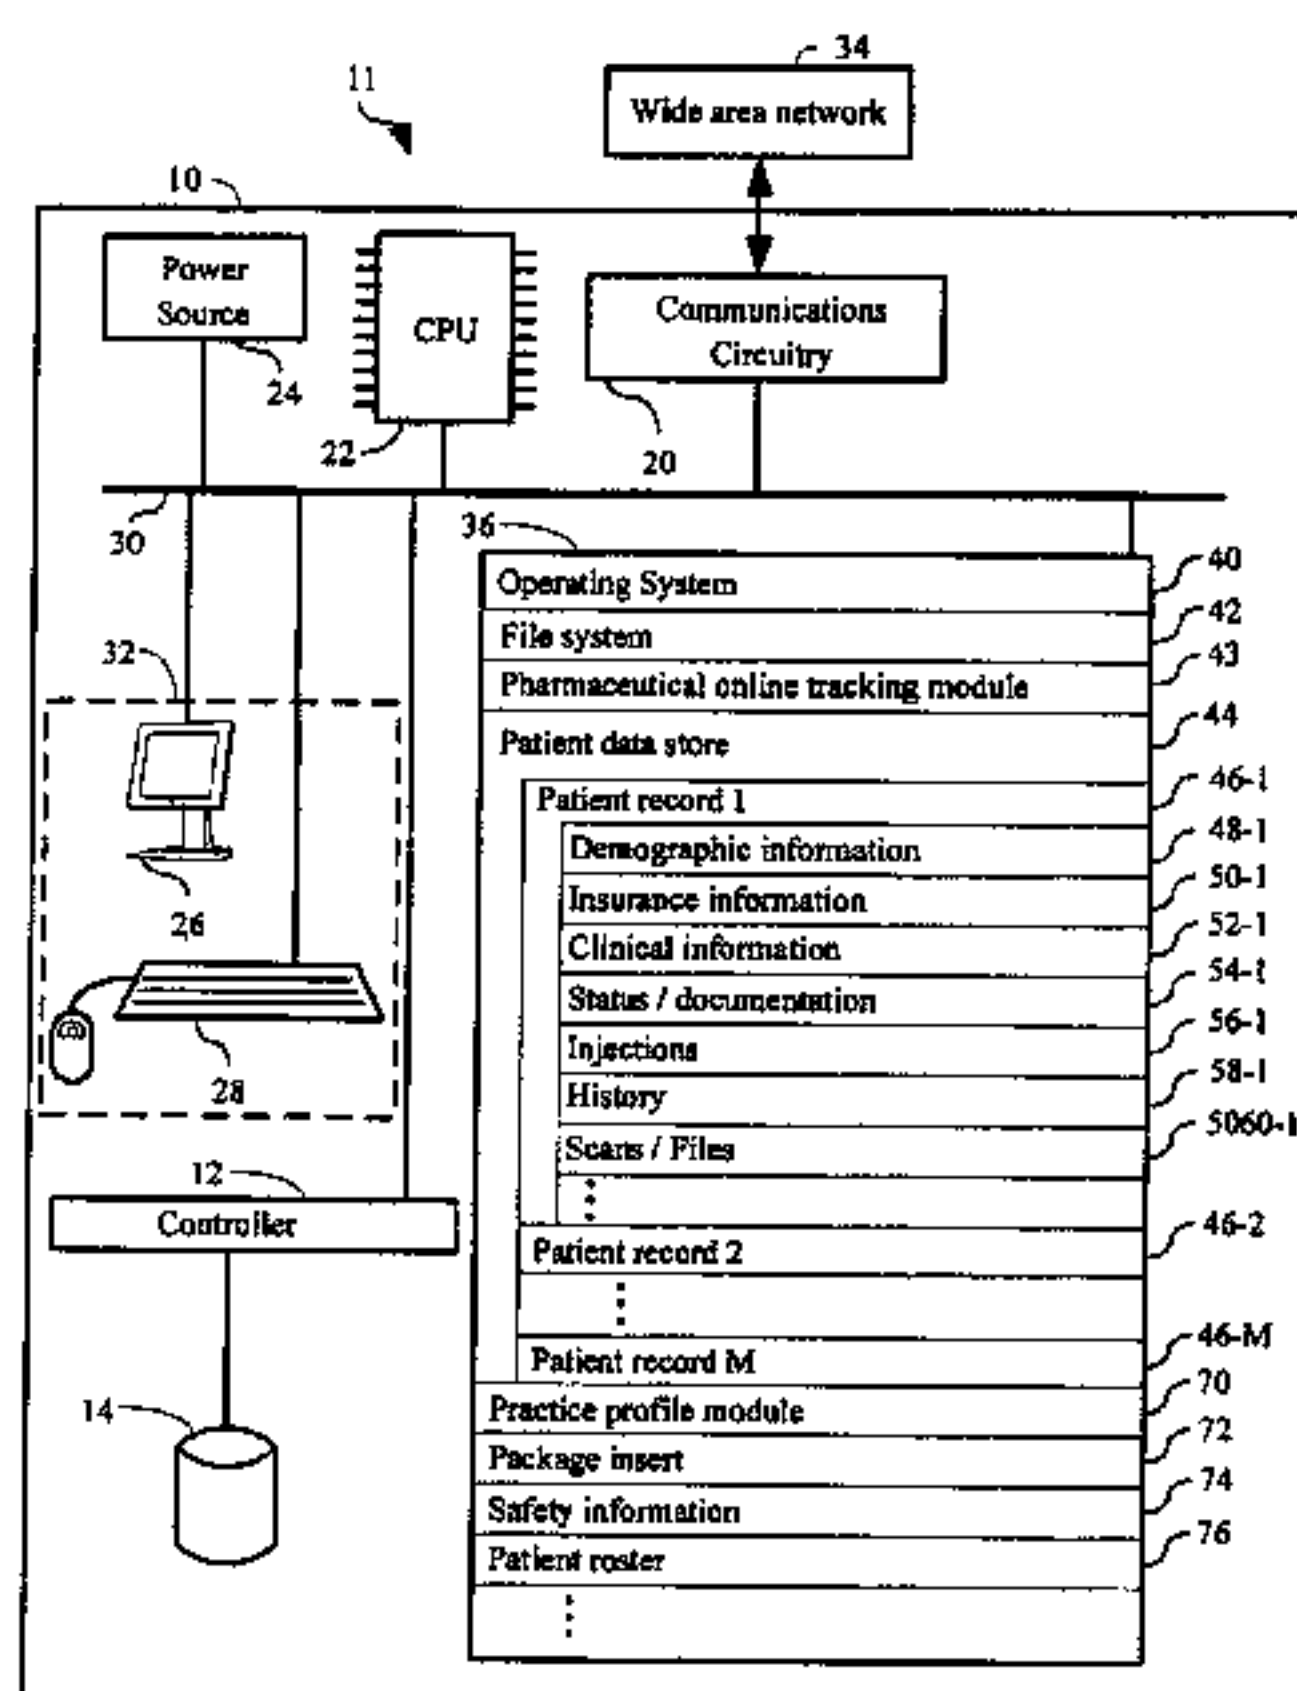 34
Wide area network
11
10
Power
Source
24
CPU
22
Communications
Circuitry
20
30
36
Operating System
40
File system
42
Pharmaceutical online tracking module
43
Patient data store
44
Patient record 1
46-1
Demographic information
48-1
Insurance information
50-1
Clinical information
52-1
Status / documentation
54-1
Injections
56-1
History
58-1
Scans / Files
5060-1
Patient record 2
46-2
Patient record M
46-M
Practice profile module
70
Package insert
72
Safety information
74
Patient roster
76
32
26
28
12
Controller
14